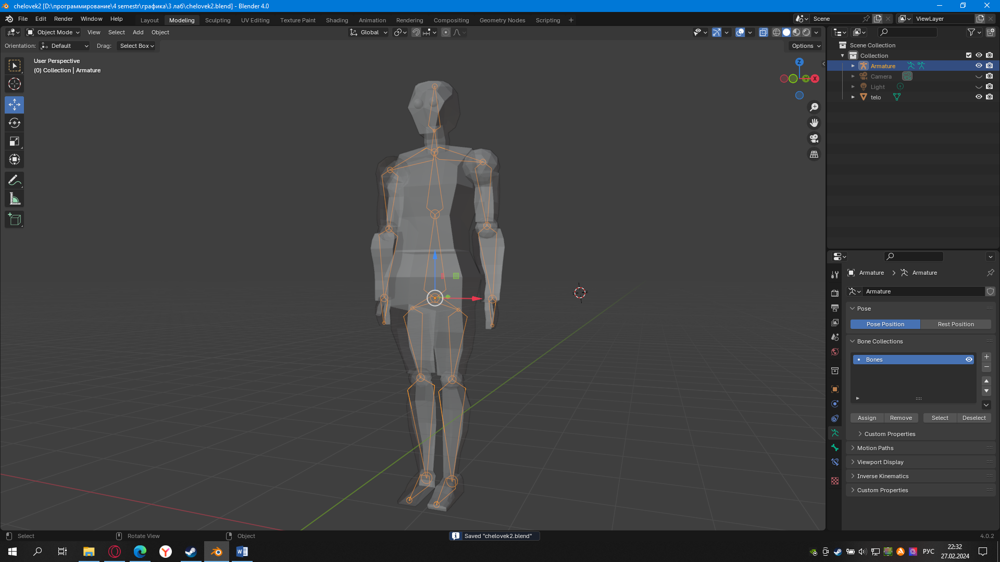 chelovek2 [D:\программирование\4 semestr\графика\3 лаб\chelovek2.blend] - Blender 4.0
File Edit Render Window Help
Layout Modeling Sculpting UV Editing Texture Paint Shading Animation Rendering Compositing Geometry Nodes Scripting +
Scene
ViewLayer
Object Mode View Select Add Object
Global
Orientation: Default Drag: Select Box
Options
User Perspective
(0) Collection | Armature
Z
Y
X
Scene Collection
Collection
Armature
Camera
Light
telo
Armature > Armature
Armature
Pose
Pose Position Rest Position
Bone Collections
Bones
Assign Remove Select Deselect
Custom Properties
Motion Paths
Viewport Display
Inverse Kinematics
Custom Properties
Select
Rotate View
Object
Saved "chelovek2.blend"
4.0.2
РУС
22:32
27.02.2024